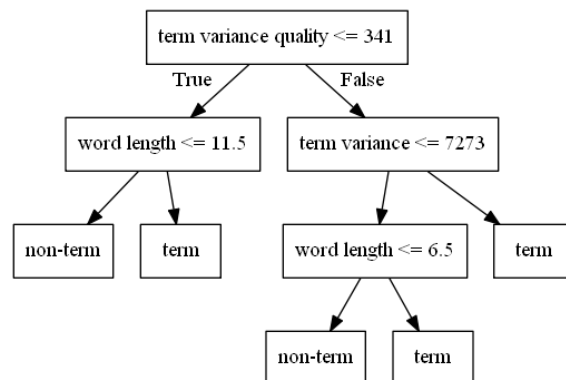 term variance quality <= 341
True
False
word length <= 11.5
term variance <= 7273
non-term
term
word length <= 6.5
term
non-term
term